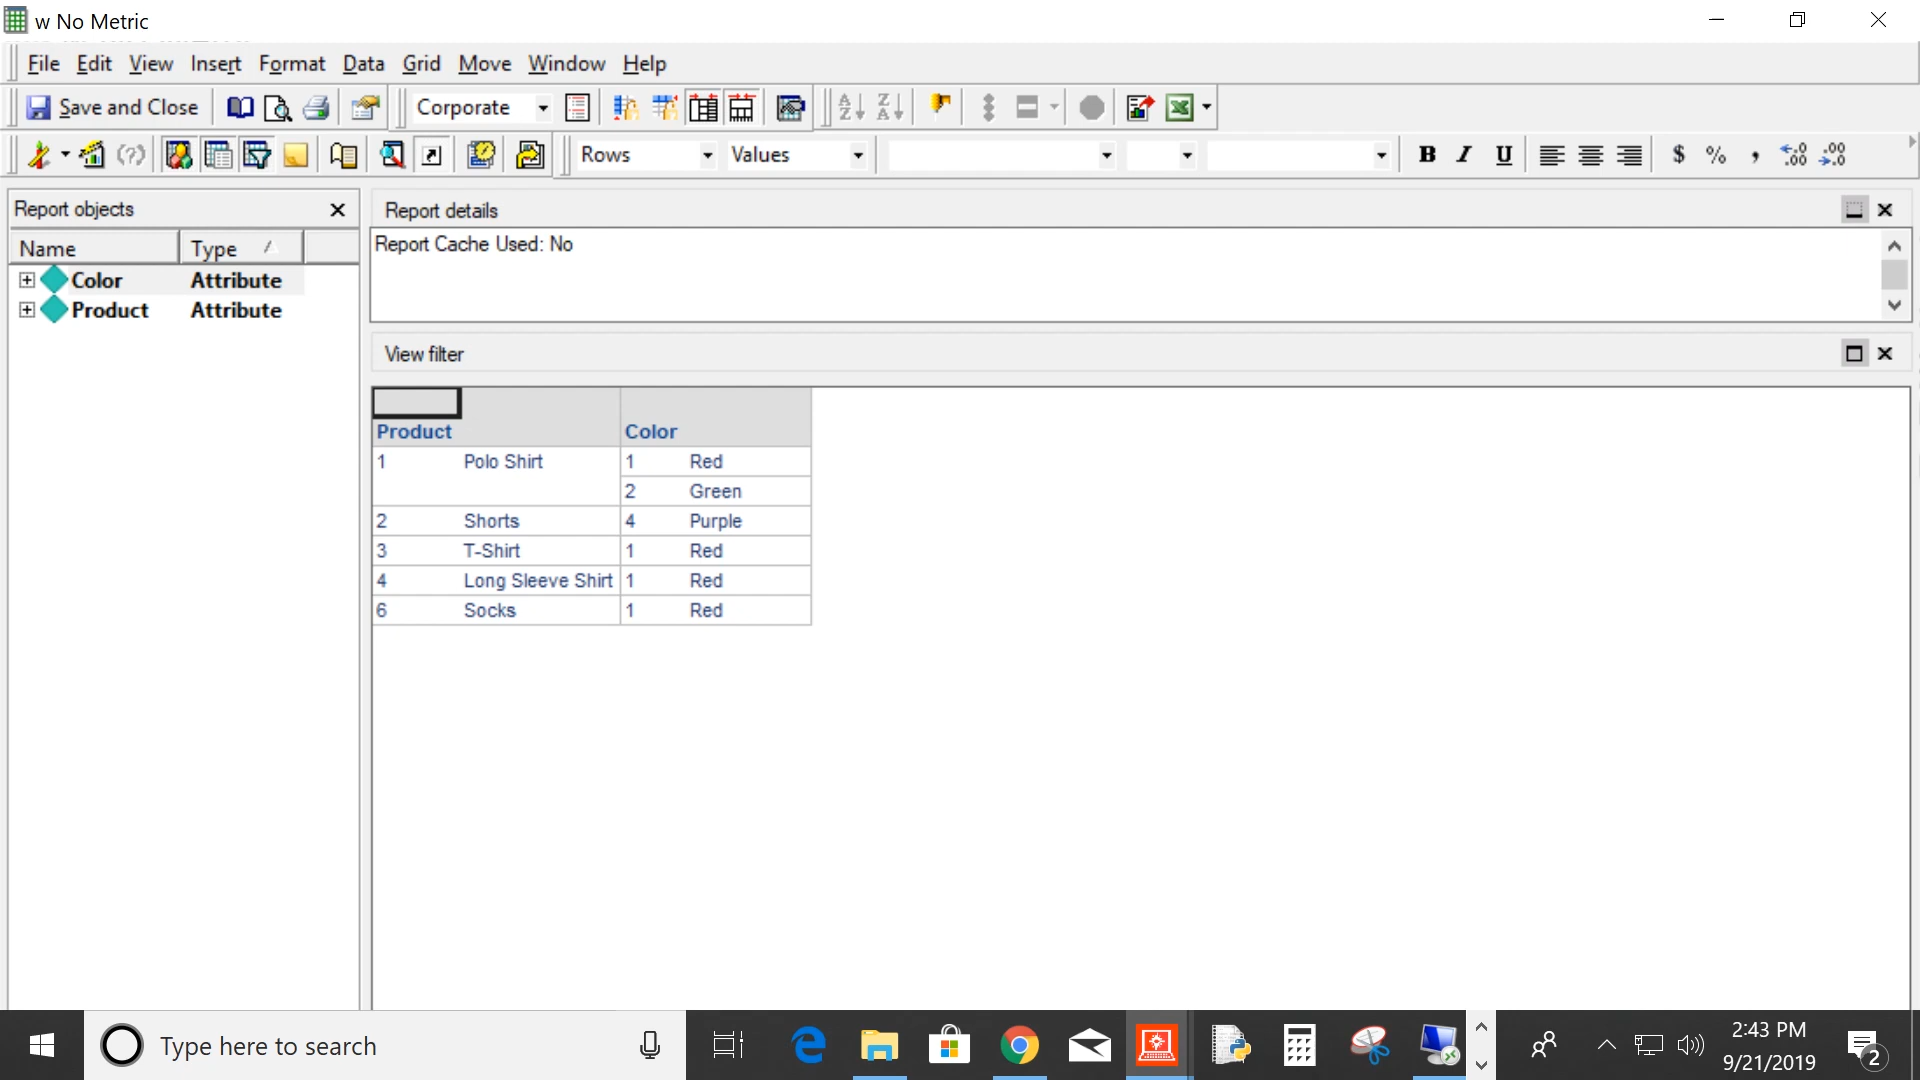 w No Metric
File Edit View Insert Format Data Grid Move Window Help
Save and Close Corporate
Rows Values B I U $ % , .00 .00
Report objects
Name Type
Color Attribute
Product Attribute
Report details
Report Cache Used: No
View filter
Product Color
1 Polo Shirt 1 Red
2 Green
2 Shorts 4 Purple
3 T-Shirt 1 Red
4 Long Sleeve Shirt 1 Red
6 Socks 1 Red
Type here to search
2:43 PM
9/21/2019
2